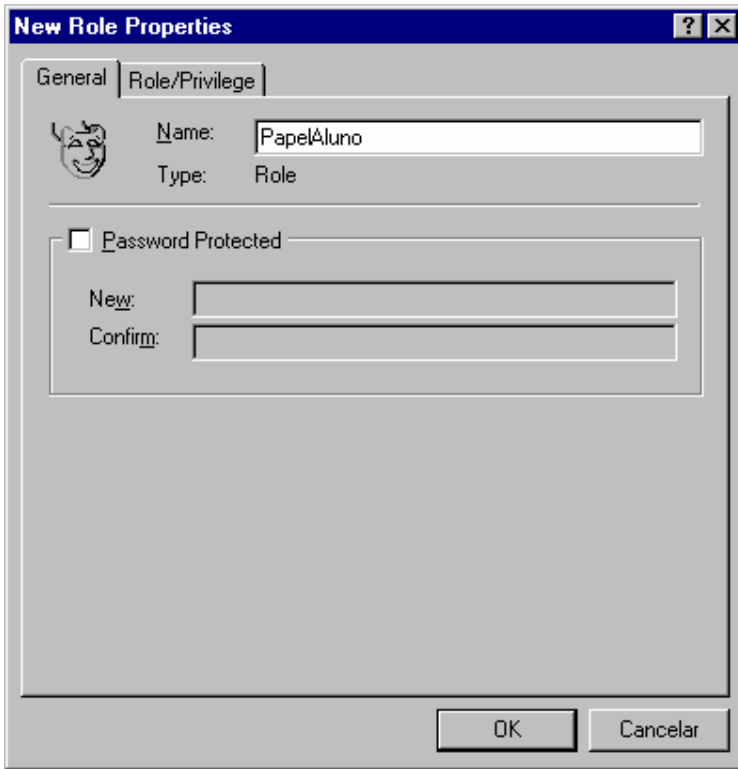 New Role Properties
General Role/Privilege
Name: PapelAluno
Type: Role
Password Protected
New:
Confirm:
OK Cancelar